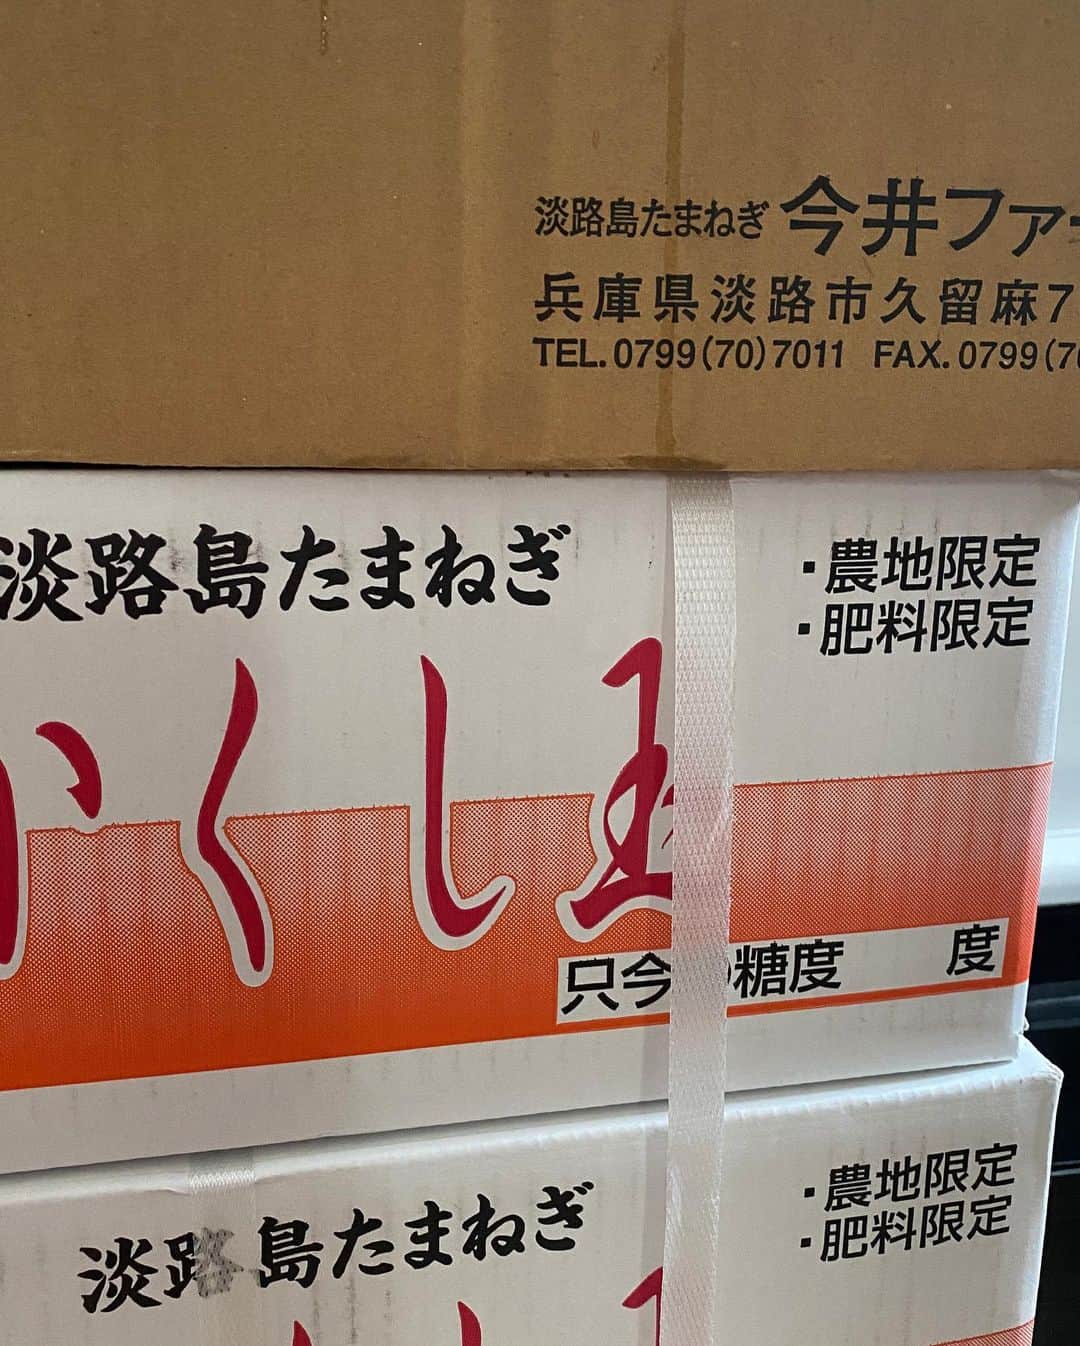 淡路島たまねぎ 今井ファ
兵庫県淡路市久留麻7
TEL. 0799(70)7011 FAX. 0799(7
淡路島たまねぎ
・農地限定
・肥料限定
かくし玉
只今の糖度 度
淡路島たまねぎ
・農地限定
・肥料限定